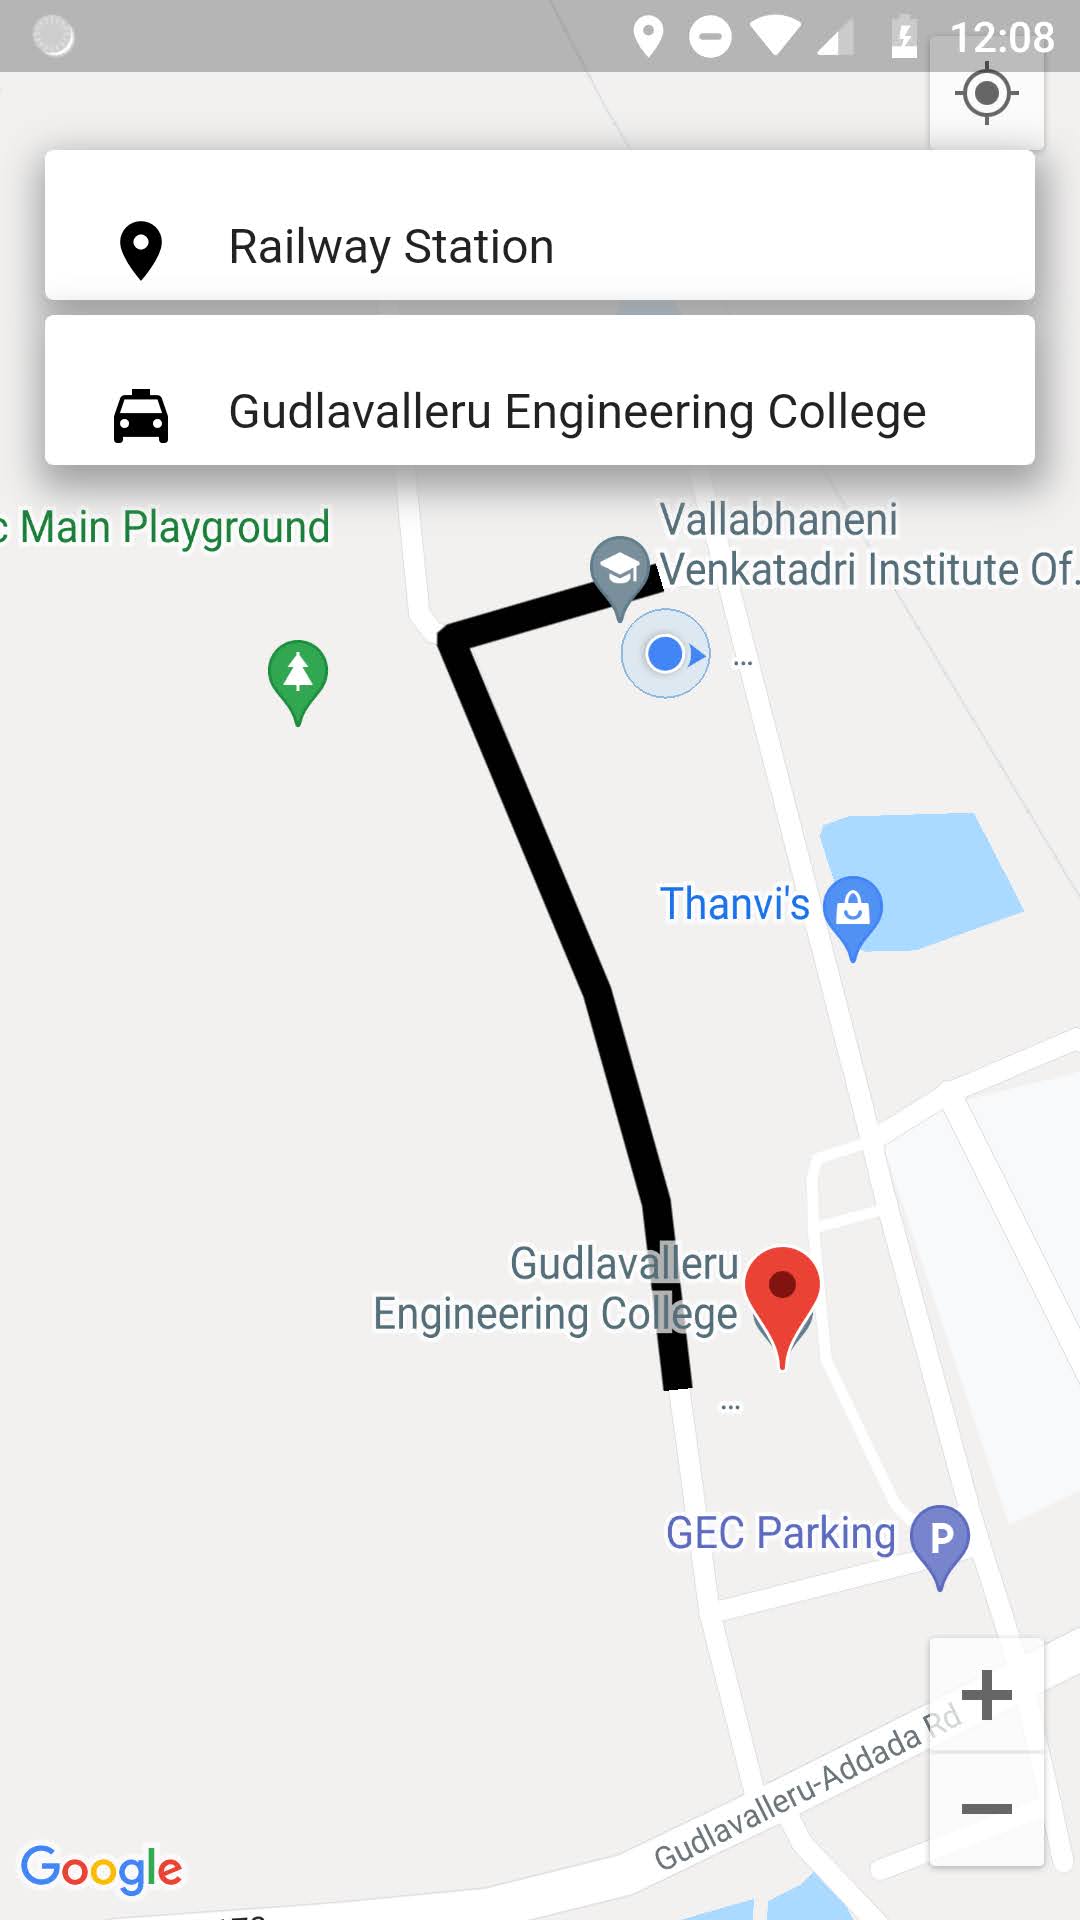 12:08
Railway Station
Gudlavalleru Engineering College
c Main Playground
Vallabhaneni
Venkatadri Institute Of...
...
Thanvi's
Gudlavalleru
Engineering College
...
GEC Parking
P
Gudlavalleru-Addada Rd
Google